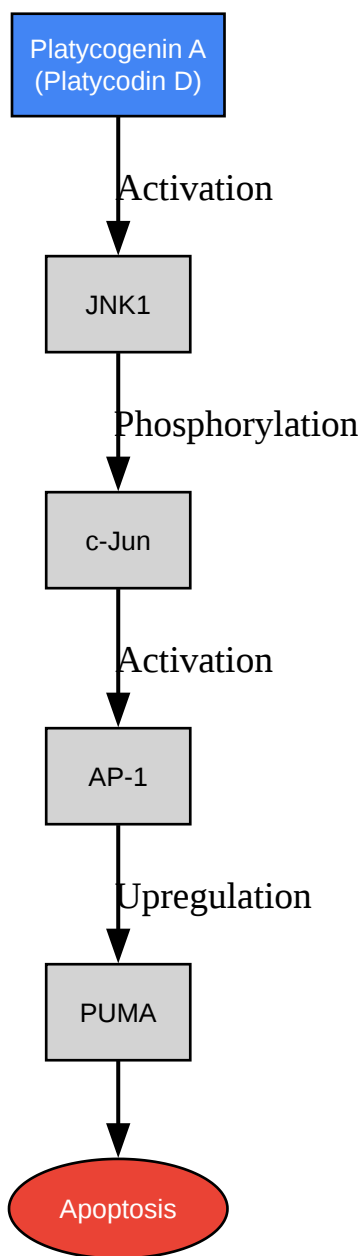 Platycogenin A
(Platycodin D)
Activation
JNK1
Phosphorylation
c-Jun
Activation
AP-1
Upregulation
PUMA
Apoptosis